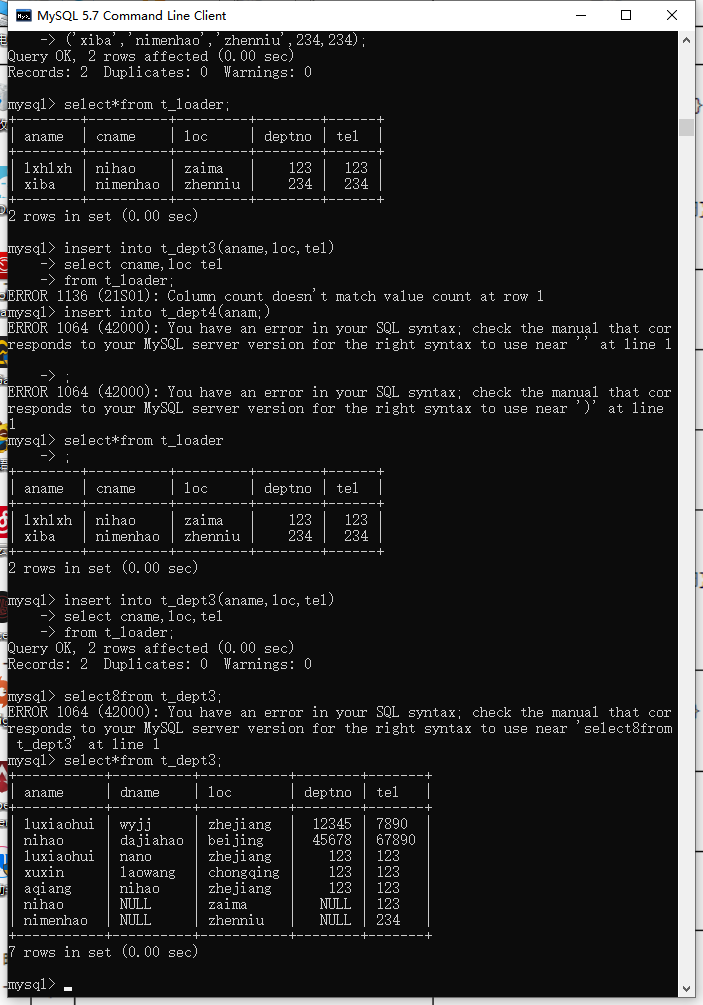 MySQL 5.7 Command Line Client
    -> ('xiba','nimenhao','zhenniu',234,234);
Query OK, 2 rows affected (0.00 sec)
Records: 2  Duplicates: 0  Warnings: 0
mysql> select*from t_loader;
+--------+----------+---------+--------+------+
| aname  | cname    | loc     | deptno | tel  |
+--------+----------+---------+--------+------+
| lxhlxh | nihao    | zaima   |    123 |  123 |
| xiba   | nimenhao | zhenniu |    234 |  234 |
+--------+----------+---------+--------+------+
2 rows in set (0.00 sec)
mysql> insert into t_dept3(aname,loc,tel)
    -> select cname,loc tel
    -> from t_loader;
ERROR 1136 (21S01): Column count doesn't match value count at row 1
mysql> insert into t_dept4(anam;)
ERROR 1064 (42000): You have an error in your SQL syntax; check the manual that cor
responds to your MySQL server version for the right syntax to use near '' at line 1
    -> ;
ERROR 1064 (42000): You have an error in your SQL syntax; check the manual that cor
responds to your MySQL server version for the right syntax to use near ')' at line
1
mysql> select*from t_loader
    -> ;
+--------+----------+---------+--------+------+
| aname  | cname    | loc     | deptno | tel  |
+--------+----------+---------+--------+------+
| lxhlxh | nihao    | zaima   |    123 |  123 |
| xiba   | nimenhao | zhenniu |    234 |  234 |
+--------+----------+---------+--------+------+
2 rows in set (0.00 sec)
mysql> insert into t_dept3(aname,loc,tel)
    -> select cname,loc,tel
    -> from t_loader;
Query OK, 2 rows affected (0.00 sec)
Records: 2  Duplicates: 0  Warnings: 0
mysql> select8from t_dept3;
ERROR 1064 (42000): You have an error in your SQL syntax; check the manual that cor
responds to your MySQL server version for the right syntax to use near 'select8from
 t_dept3' at line 1
mysql> select*from t_dept3;
+-----------+----------+-----------+--------+-------+
| aname     | dname    | loc       | deptno | tel   |
+-----------+----------+-----------+--------+-------+
| luxiaohui | wyjj     | zhejiang  |  12345 | 7890  |
| nihao     | dajiahao | beijing   |  45678 | 67890 |
| luxiaohui | nano     | zhejiang  |    123 | 123   |
| xuxin     | laowang  | chongqing |    123 | 123   |
| aqiang    | nihao    | zhejiang  |    123 | 123   |
| nihao     | NULL     | zaima     |   NULL | 123   |
| nimenhao  | NULL     | zhenniu   |   NULL | 234   |
+-----------+----------+-----------+--------+-------+
7 rows in set (0.00 sec)
mysql>